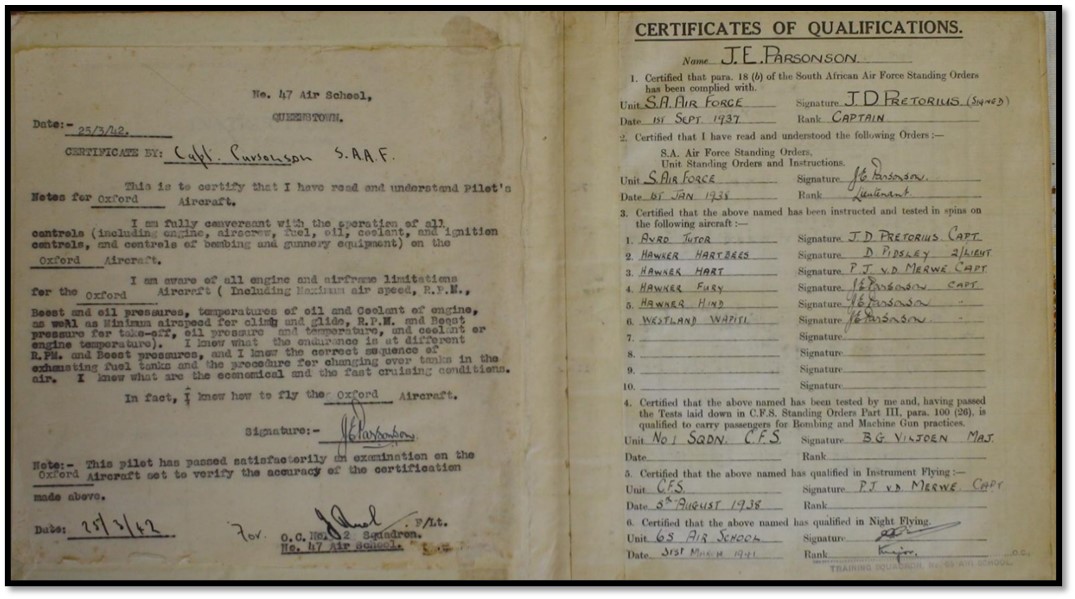 No. 47 Air School,
QUEENSTOWN.
Date:- 25/3/42.
CERTIFICATE BY: Capt. Parsonson S.A.A.F.
This is to certify that I have read and understand Pilot's
Notes for Oxford Aircraft.
I am fully conversant with the operation of all
controls (including engine, airscrew, fuel, oil, coolant, and ignition
controls, and controls of bombing and gunnery equipment) on the
Oxford Aircraft.
I am aware of all engine and airframe limitations
for the Oxford Aircraft ( Including Maximum air speed, R.P.M.,
Boost and oil pressures, temperatures of oil and Coolant of engine,
as well as Minimum airspeed for climb and glide, R.P.M. and Boost
pressure for take-off, oil pressure and temperature, and coolant or
engine temperature). I know what the endurance is at different
R.PM. and Boost pressures, and I know the correct sequence of
exhausting fuel tanks and the procedure for changing over tanks in the
air. I know what are the economical and the fast cruising conditions.
In fact, I know how to fly the Oxford Aircraft.
Signature:- J E Parsonson
Note:- This pilot has passed satisfactorily an examination on the
Oxford Aircraft set to verify the accuracy of the certification
made above.
Date: 25/3/42 For F/Lt.
O.C. No. 2 Squadron.
No. 47 Air School.
CERTIFICATES OF QUALIFICATIONS.
Name J.E. PARSONSON
1. Certified that para. 18 (b) of the South African Air Force Standing Orders
has been complied with.
Unit S.A. AIR FORCE Signature J.D PRETORIUS (SIGNED)
Date 1st SEPT. 1937 Rank CAPTAIN
2. Certified that I have read and understood the following Orders :—
S.A. Air Force Standing Orders.
Unit Standing Orders and Instructions.
Unit S. AIR FORCE Signature J E Parsonson.
Date 1st JAN 1938 Rank Lieutenant
3. Certified that the above named has been instructed and tested in spins on
the following aircraft :—
1. AVRO TUTOR Signature J.D PRETORIUS. CAPT
2. HAWKER HARTBEES Signature D. PIDSLEY 2/LIEUT
3. HAWKER HART Signature P. J v.D MERWE CAPT
4. HAWKER FURY Signature J E Parsonson CAPT
5. HAWKER HIND Signature J E Parsonson "
6. WESTLAND WAPITI Signature J E Parsonson "
7. Signature
8. Signature
9. Signature
10. Signature
4. Certified that the above named has been tested by me and, having passed
the Tests laid down in C.F.S. Standing Orders Part III, para. 100 (26), is
qualified to carry passengers for Bombing and Machine Gun practices.
Unit No 1 SQDN. C.F.S. Signature B.G. VILJOEN MAJ.
Date Rank
5. Certified that the above named has qualified in Instrument Flying :—
Unit C.F.S. Signature P.J v.D MERWE. CAPT
Date 5th AUGUST 1938 Rank
6. Certified that the above named has qualified in Night Flying.
Unit 65 AIR SCHOOL Signature
Date 31st March 1941 Rank Major. O.C.
TRAINING SQUADRON, No. 65 AIR SCHOOL